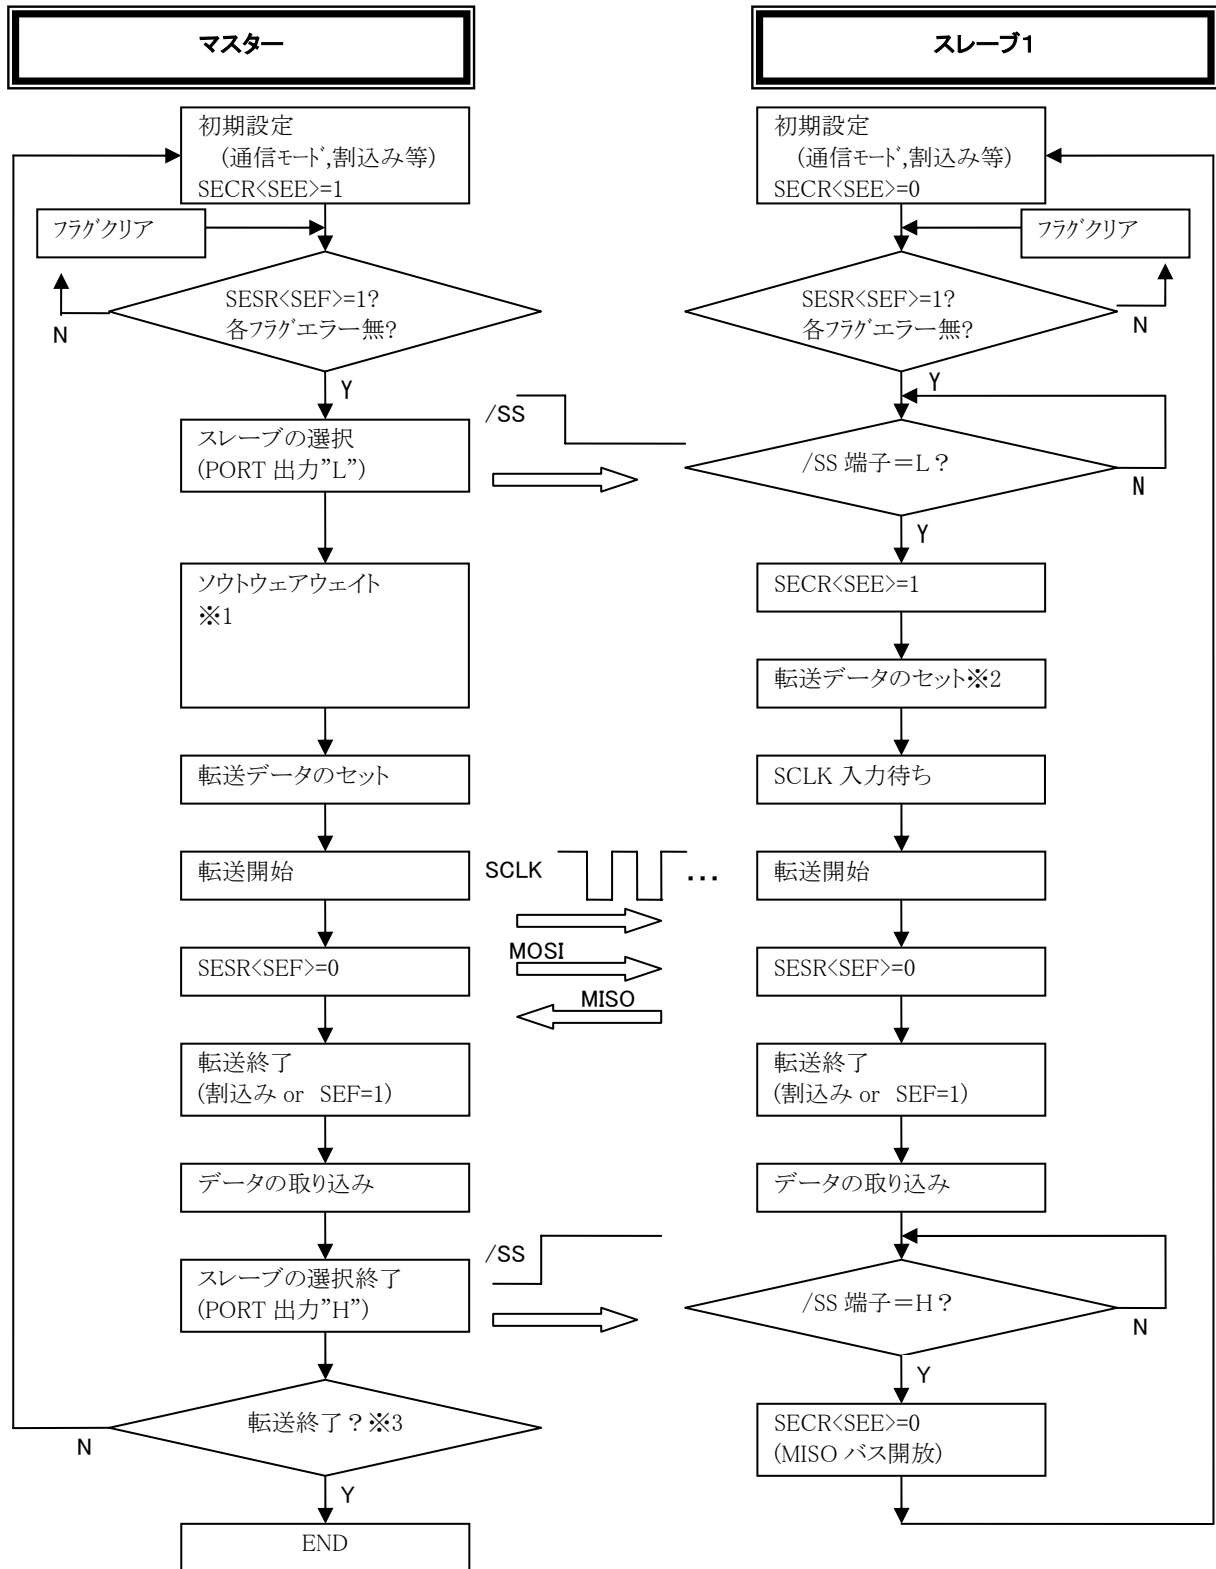 マスター
初期設定
(通信モード,割込み等)
SECR<SEE>=1
フラグクリア
SESR<SEF>=1?
各フラグエラー無?
N
Y
スレーブの選択
(PORT 出力”L”)
ソウトウェアウェイト
※1
転送データのセット
転送開始
SESR<SEF>=0
転送終了
(割込み or SEF=1)
データの取り込み
スレーブの選択終了
(PORT 出力”H”)
転送終了？※3
N
Y
END
/SS
SCLK
...
MOSI
MISO
/SS
スレーブ1
初期設定
(通信モード,割込み等)
SECR<SEE>=0
フラグクリア
SESR<SEF>=1?
各フラグエラー無?
N
Y
/SS 端子＝L？
N
Y
SECR<SEE>=1
転送データのセット※2
SCLK 入力待ち
転送開始
SESR<SEF>=0
転送終了
(割込み or SEF=1)
データの取り込み
/SS 端子＝H？
N
Y
SECR<SEE>=0
(MISO バス開放)